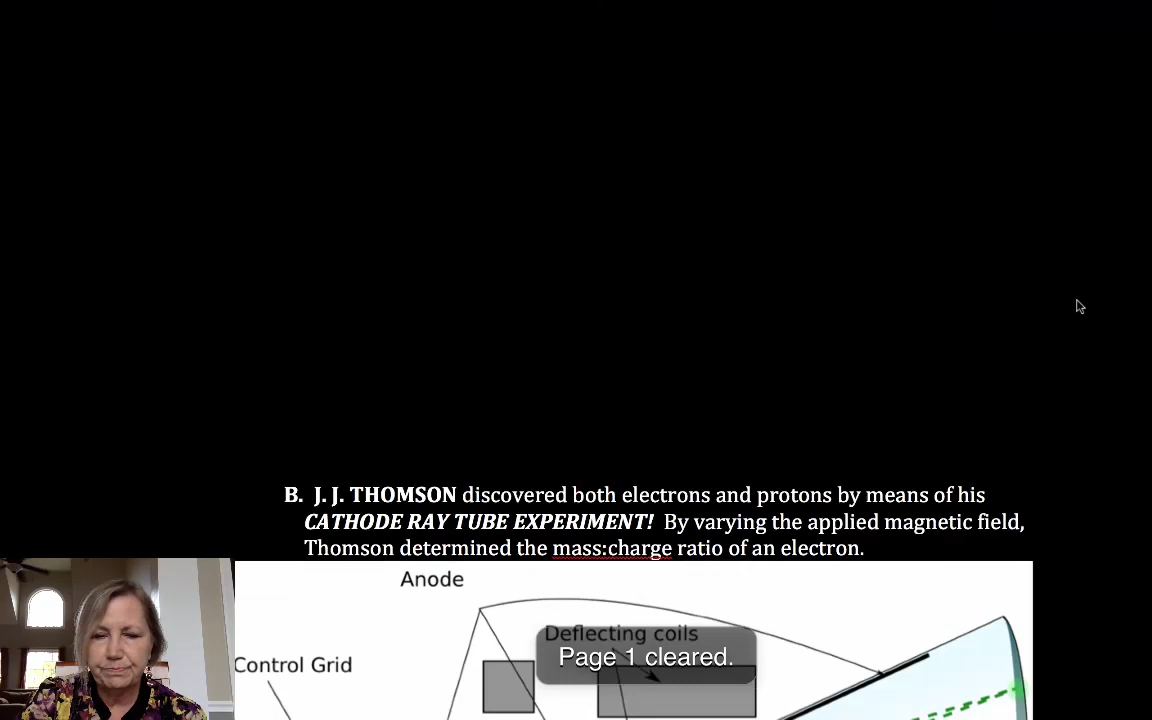 B. J. J. THOMSON discovered both electrons and protons by means of his
CATHODE RAY TUBE EXPERIMENT! By varying the applied magnetic field,
Thomson determined the mass:charge ratio of an electron.
Anode
Deflecting coils
Page 1 cleared.
Control Grid